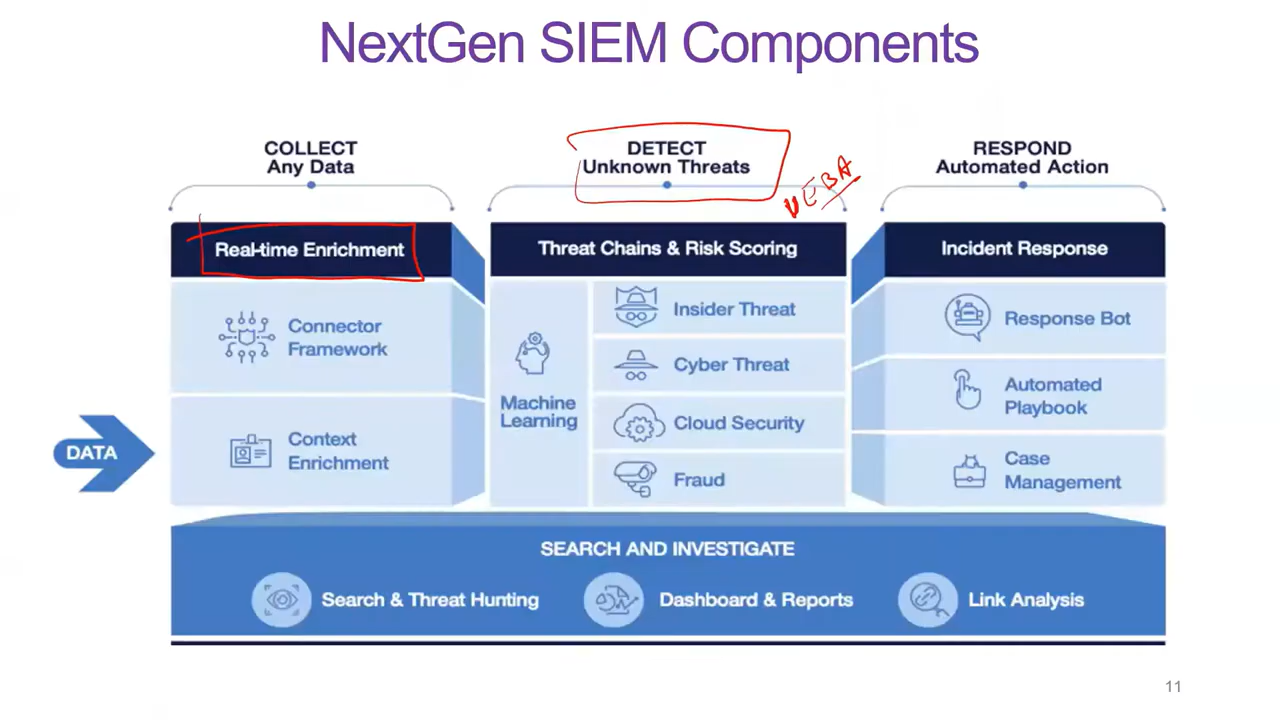 NextGen SIEM Components
COLLECT
Any Data
DETECT
Unknown Threats
UEBA
RESPOND
Automated Action
Real-time Enrichment
Threat Chains & Risk Scoring
Incident Response
Connector
Framework
Context
Enrichment
Machine
Learning
Insider Threat
Cyber Threat
Cloud Security
Fraud
Response Bot
Automated
Playbook
Case
Management
DATA
SEARCH AND INVESTIGATE
Search & Threat Hunting
Dashboard & Reports
Link Analysis
11